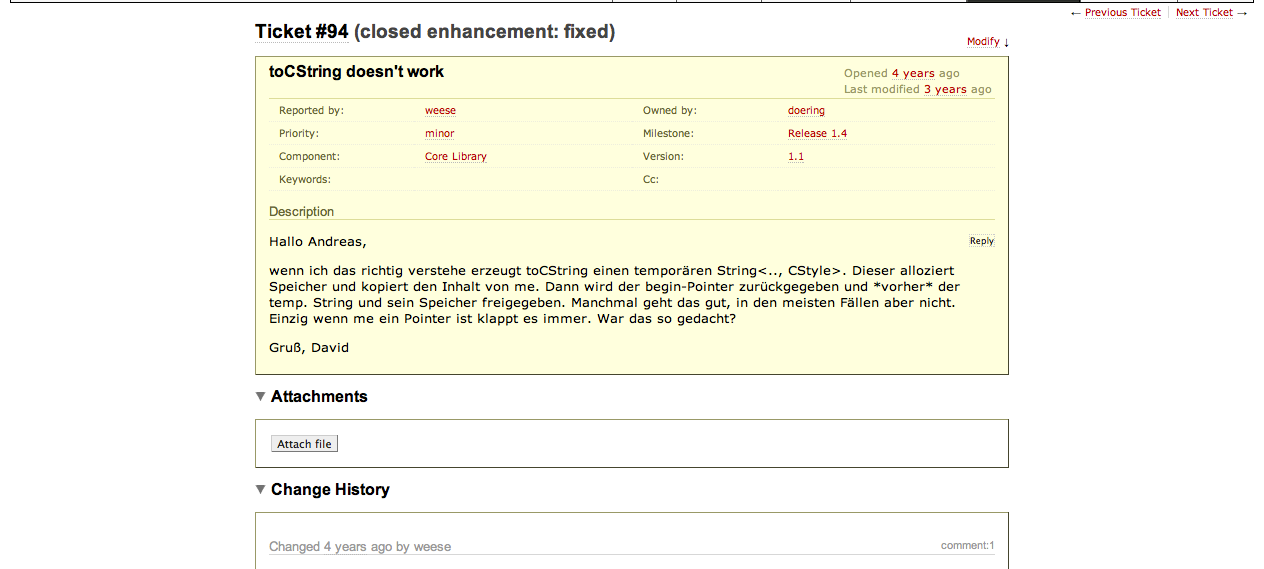 ← Previous Ticket | Next Ticket →
Ticket #94 (closed enhancement: fixed)
Modify ↓
toCString doesn't work
Opened 4 years ago
Last modified 3 years ago
Reported by: weese Owned by: doering
Priority: minor Milestone: Release 1.4
Component: Core Library Version: 1.1
Keywords: Cc:
Description
Hallo Andreas, Reply
wenn ich das richtig verstehe erzeugt toCString einen temporären String<.., CStyle>. Dieser alloziert
Speicher und kopiert den Inhalt von me. Dann wird der begin-Pointer zurückgegeben und *vorher* der
temp. String und sein Speicher freigegeben. Manchmal geht das gut, in den meisten Fällen aber nicht.
Einzig wenn me ein Pointer ist klappt es immer. War das so gedacht?
Gruß, David
▼ Attachments
Attach file
▼ Change History
Changed 4 years ago by weese comment:1